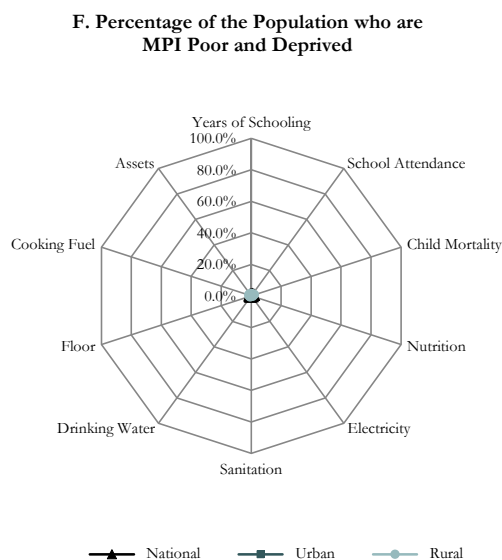 F. Percentage of the Population who are
MPI Poor and Deprived
Years of Schooling
100.0%
80.0%
60.0%
40.0%
20.0%
0.0%
School Attendance
Child Mortality
Nutrition
Electricity
Sanitation
Drinking Water
Floor
Cooking Fuel
Assets
National Urban Rural